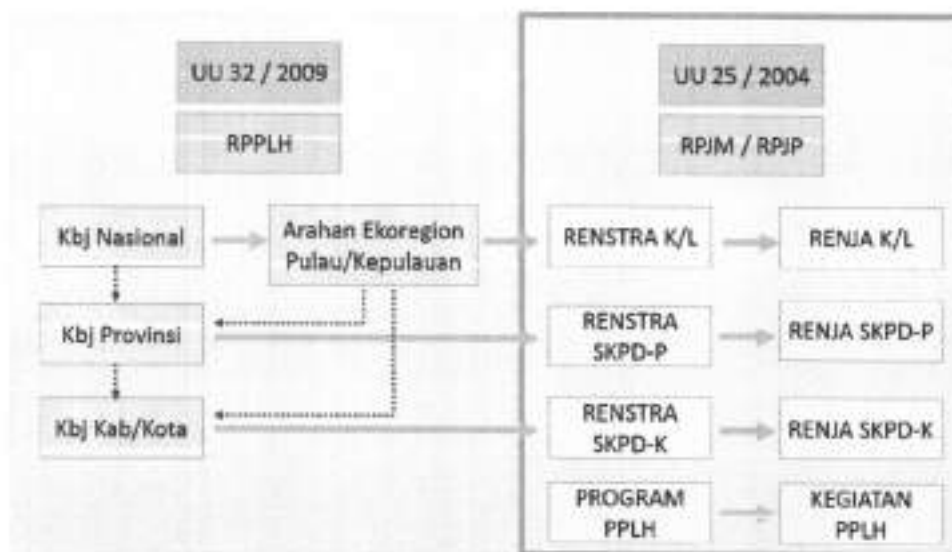 UU 32 / 2009
RPPLH
UU 25 / 2004
RPJM / RPJP
Kbj Nasional
Arahan Ekoregion
Pulau/Kepulauan
RENSTRA K/L
RENJA K/L
Kbj Provinsi
RENSTRA
SKPD-P
RENJA SKPD-P
Kbj Kab/Kota
RENSTRA
SKPD-K
RENJA SKPD-K
PROGRAM
PPLH
KEGIATAN
PPLH